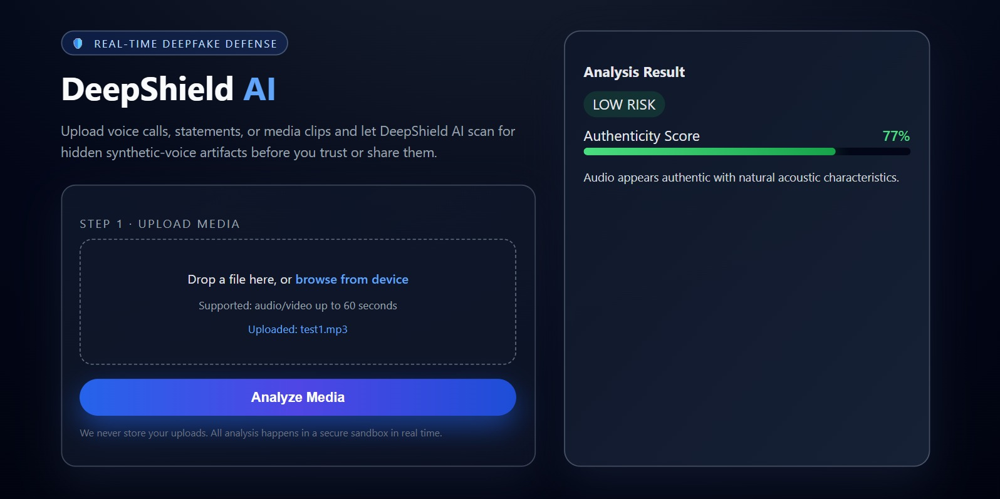 REAL-TIME DEEPFAKE DEFENSE
DeepShield AI
Upload voice calls, statements, or media clips and let DeepShield AI scan for
hidden synthetic-voice artifacts before you trust or share them.
STEP 1 · UPLOAD MEDIA
Drop a file here, or browse from device
Supported: audio/video up to 60 seconds
Uploaded: test1.mp3
Analyze Media
We never store your uploads. All analysis happens in a secure sandbox in real time.
Analysis Result
LOW RISK
Authenticity Score 77%
Audio appears authentic with natural acoustic characteristics.